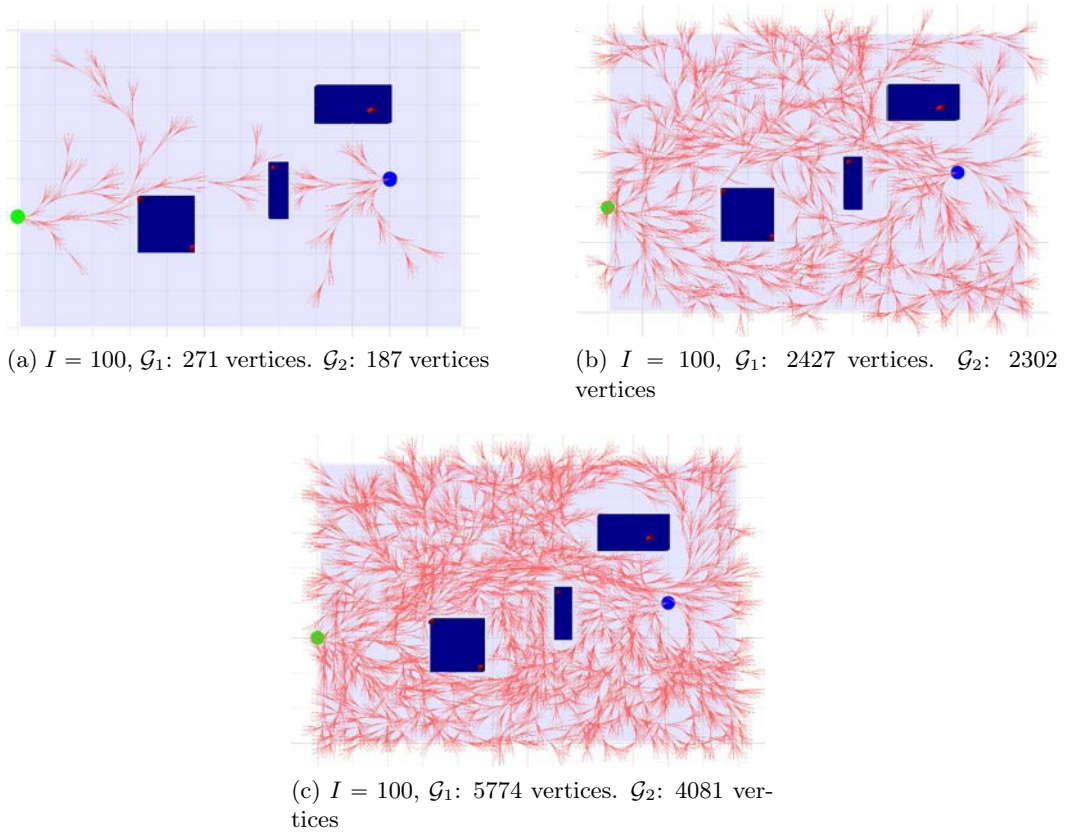 (a) I = 100, G₁: 271 vertices. G₂: 187 vertices
(b) I = 100, G₁: 2427 vertices. G₂: 2302
vertices
(c) I = 100, G₁: 5774 vertices. G₂: 4081 ver-
tices